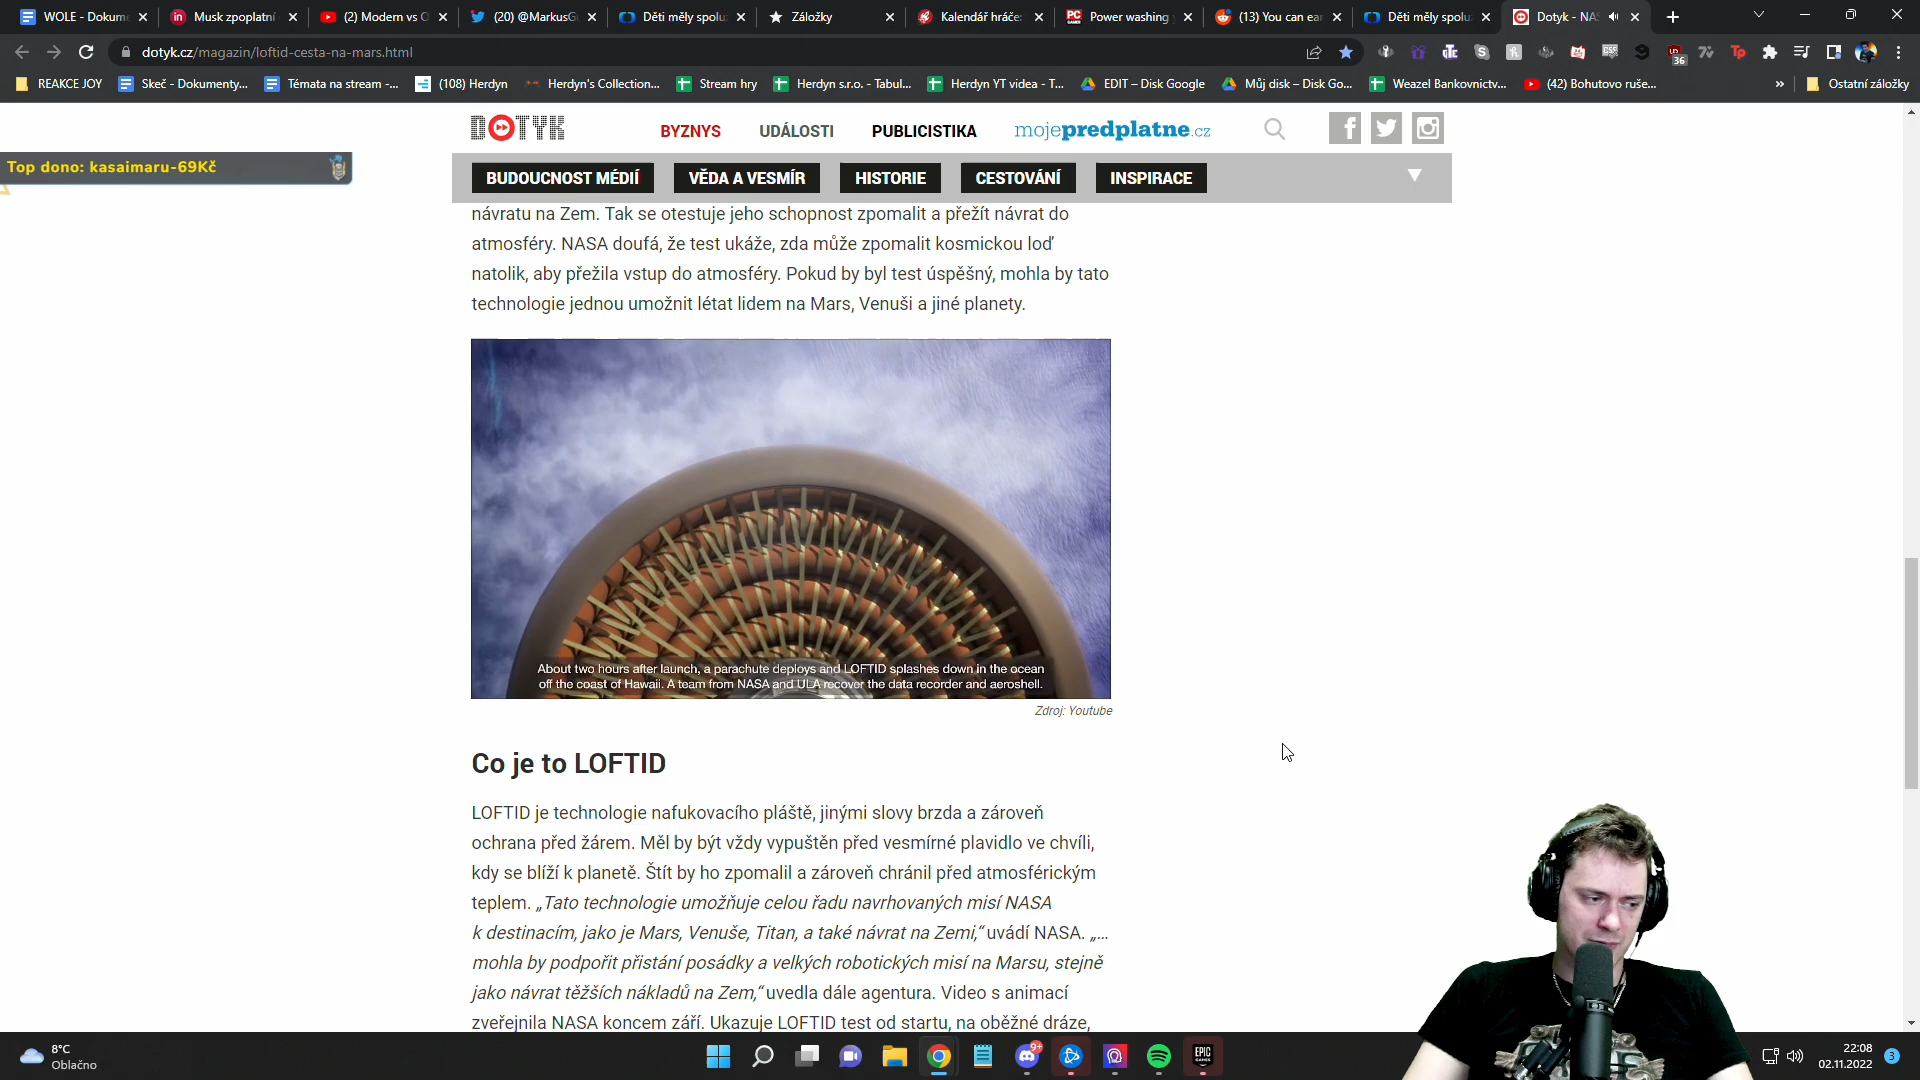 WOLE - Dokum
Musk zpoplatni
(2) Modern vs O
(20) @MarkusG
Děti měly spolu
Záložky
Kalendář hráče
Power washing
(13) You can ear
Děti měly spolu
Dotyk - NAS
dotyk.cz/magazin/loftid-cesta-na-mars.html
36
REAKCE JOY
Skeč - Dokumenty...
Témata na stream -...
(108) Herdyn
Herdyn's Collection...
Stream hry
Herdyn s.r.o. - Tabul...
Herdyn YT videa - T...
EDIT – Disk Google
Můj disk – Disk Go...
Weazel Bankovnictv...
(42) Bohutovo ruše...
»
Ostatní záložky
DOTYK
BYZNYS
UDÁLOSTI
PUBLICISTIKA
mojepredplatne.cz
Top dono: kasaimaru-69Kč
BUDOUCNOST MÉDIÍ
VĚDA A VESMÍR
HISTORIE
CESTOVÁNÍ
INSPIRACE
návratu na Zem. Tak se otestuje jeho schopnost zpomalit a přežít návrat do
atmosféry. NASA doufá, že test ukáže, zda může zpomalit kosmickou loď
natolik, aby přežila vstup do atmosféry. Pokud by byl test úspěšný, mohla by tato
technologie jednou umožnit létat lidem na Mars, Venuši a jiné planety.
About two hours after launch, a parachute deploys and LOFTID splashes down in the ocean
off the coast of Hawaii. A team from NASA and ULA recover the data recorder and aeroshell.
Zdroj: Youtube
Co je to LOFTID
LOFTID je technologie nafukovacího pláště, jinými slovy brzda a zároveň
ochrana před žárem. Měl by být vždy vypuštěn před vesmírné plavidlo ve chvíli,
kdy se blíží k planetě. Štít by ho zpomalil a zároveň chránil před atmosférickým
teplem. „Tato technologie umožňuje celou řadu navrhovaných misí NASA
k destinacím, jako je Mars, Venuše, Titan, a také návrat na Zemi,“ uvádí NASA. „...
mohla by podpořit přistání posádky a velkých robotických misí na Marsu, stejně
jako návrat těžších nákladů na Zem,“ uvedla dále agentura. Video s animací
zveřejnila NASA koncem září. Ukazuje LOFTID test od startu, na oběžné dráze,
8°C
Oblačno
9+
EPIC
GAMES
22:08
02.11.2022
3